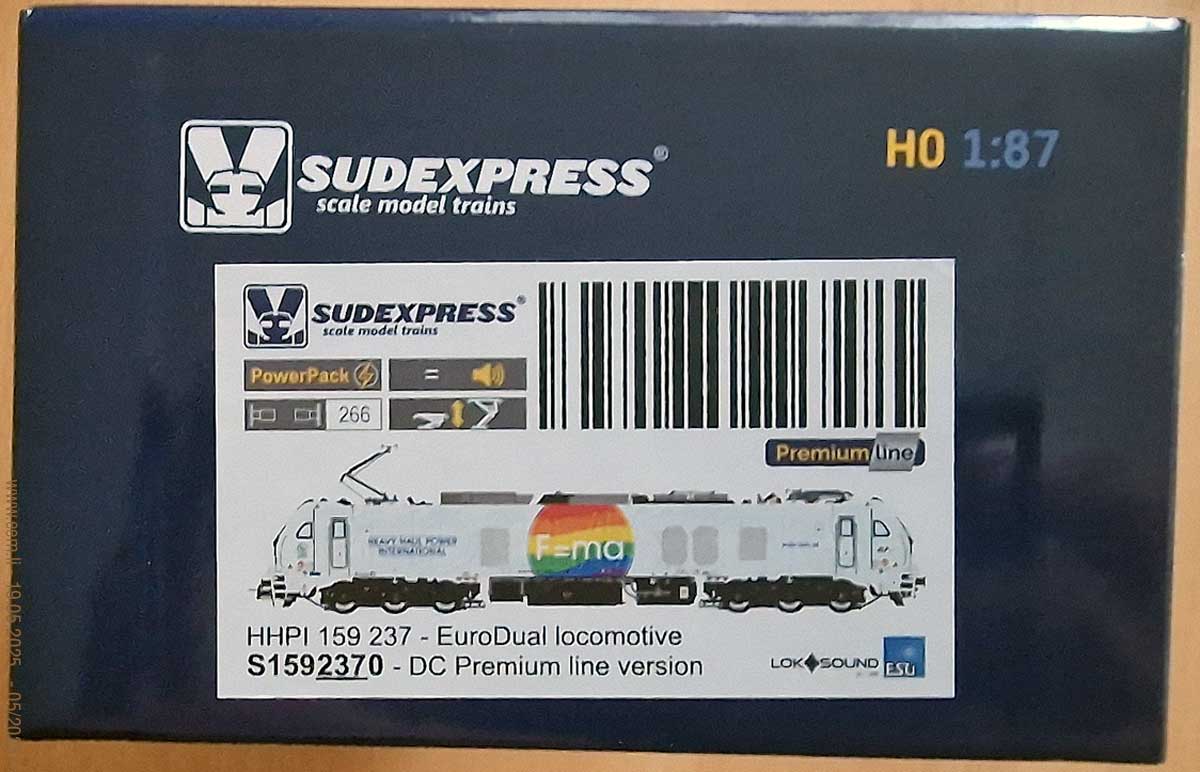 SUDEXPRESS®
scale model trains
H0 1:87
SUDEXPRESS®
scale model trains
PowerPack
=
266
Premium line
HEAVY HAUL POWER
INTERNATIONAL
F=ma
HHPI 159 237 - EuroDual locomotive
S1592370 - DC Premium line version
LOKSOUND
ESU